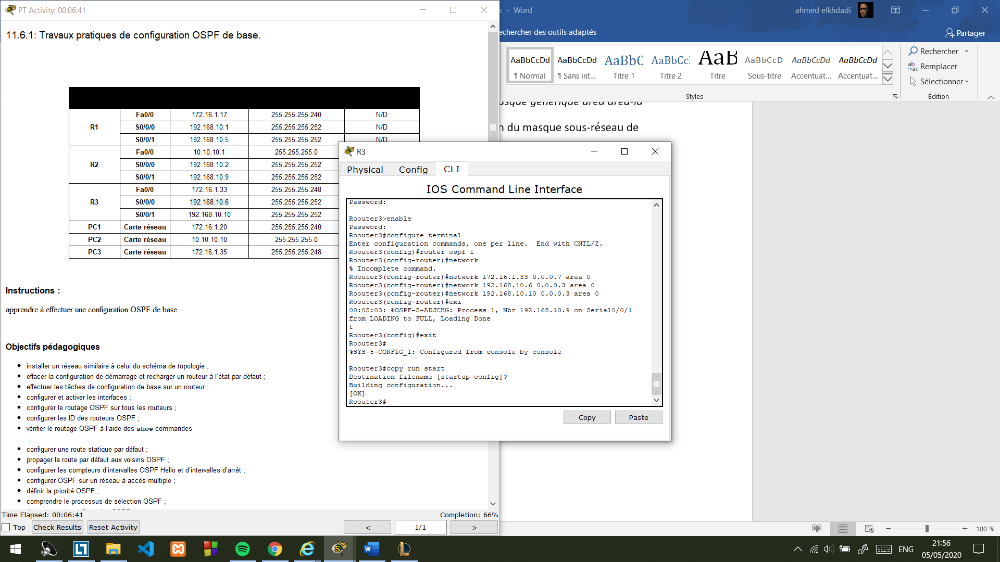 PT Activity: 00:06:41
11.6.1: Travaux pratiques de configuration OSPF de base.
R1 Fa0/0 172.16.1.17 255.255.255.240 N/D
S0/0/0 192.168.10.1 255.255.255.252 N/D
S0/0/1 192.168.10.5 255.255.255.252 N/D
R2 Fa0/0 10.10.10.1 255.255.255.0
S0/0/0 192.168.10.2 255.255.255.252
S0/0/1 192.168.10.9 255.255.255.252
R3 Fa0/0 172.16.1.33 255.255.255.248
S0/0/0 192.168.10.6 255.255.255.252
S0/0/1 192.168.10.10 255.255.255.252
PC1 Carte réseau 172.16.1.20 255.255.255.240
PC2 Carte réseau 10.10.10.10 255.255.255.0
PC3 Carte réseau 172.16.1.35 255.255.255.248
Instructions :
apprendre à effectuer une configuration OSPF de base
Objectifs pédagogiques
installer un réseau similaire à celui du schéma de topologie ;
effacer la configuration de démarrage et recharger un routeur à l'état par défaut ;
effectuer les tâches de configuration de base sur un routeur ;
configurer et activer les interfaces ;
configurer le routage OSPF sur tous les routeurs ;
configurer les ID des routeurs OSPF ;
vérifier le routage OSPF à l'aide des show commandes
;
configurer une route statique par défaut ;
propager la route par défaut aux voisins OSPF ;
configurer les compteurs d'intervalles OSPF Hello et d'intervalles d'arrêt ;
configurer OSPF sur un réseau à accès multiple ;
définir la priorité OSPF ;
comprendre le processus de sélection OSPF ;
Time Elapsed: 00:06:41
Completion: 66%
Top
Check Results
Reset Activity
<
1/1
>
x - Word
ahmed elkhdadi
echercher des outils adaptés
Partager
AaBbCcDd AaBbCcDd AaBbC AaBbCc AaB AaBbCcD AaBbCcDd AaBbCcDd
¶ Normal ¶ Sans int... Titre 1 Titre 2 Titre Sous-titre Accentuat... Accentuat...
Styles
Rechercher
Remplacer
Sélectionner
Édition
asque générique area area-id
n du masque sous-réseau de
R3
Physical Config CLI
IOS Command Line Interface
Password:
Roouter3>enable
Password:
Roouter3#configure terminal
Enter configuration commands, one per line.  End with CNTL/Z.
Roouter3(config)#router ospf 1
Roouter3(config-router)#network
% Incomplete command.
Roouter3(config-router)#network 172.16.1.33 0.0.0.7 area 0
Roouter3(config-router)#network 192.168.10.6 0.0.0.3 area 0
Roouter3(config-router)#network 192.168.10.10 0.0.0.3 area 0
Roouter3(config-router)#exi
00:05:03: %OSPF-5-ADJCHG: Process 1, Nbr 192.168.10.9 on Serial0/0/1
from LOADING to FULL, Loading Done
t
Roouter3(config)#exit
Roouter3#
%SYS-5-CONFIG_I: Configured from console by console
Roouter3#copy run start
Destination filename [startup-config]?
Building configuration...
[OK]
Roouter3#
Copy
Paste
100 %
ENG
21:56
05/05/2020